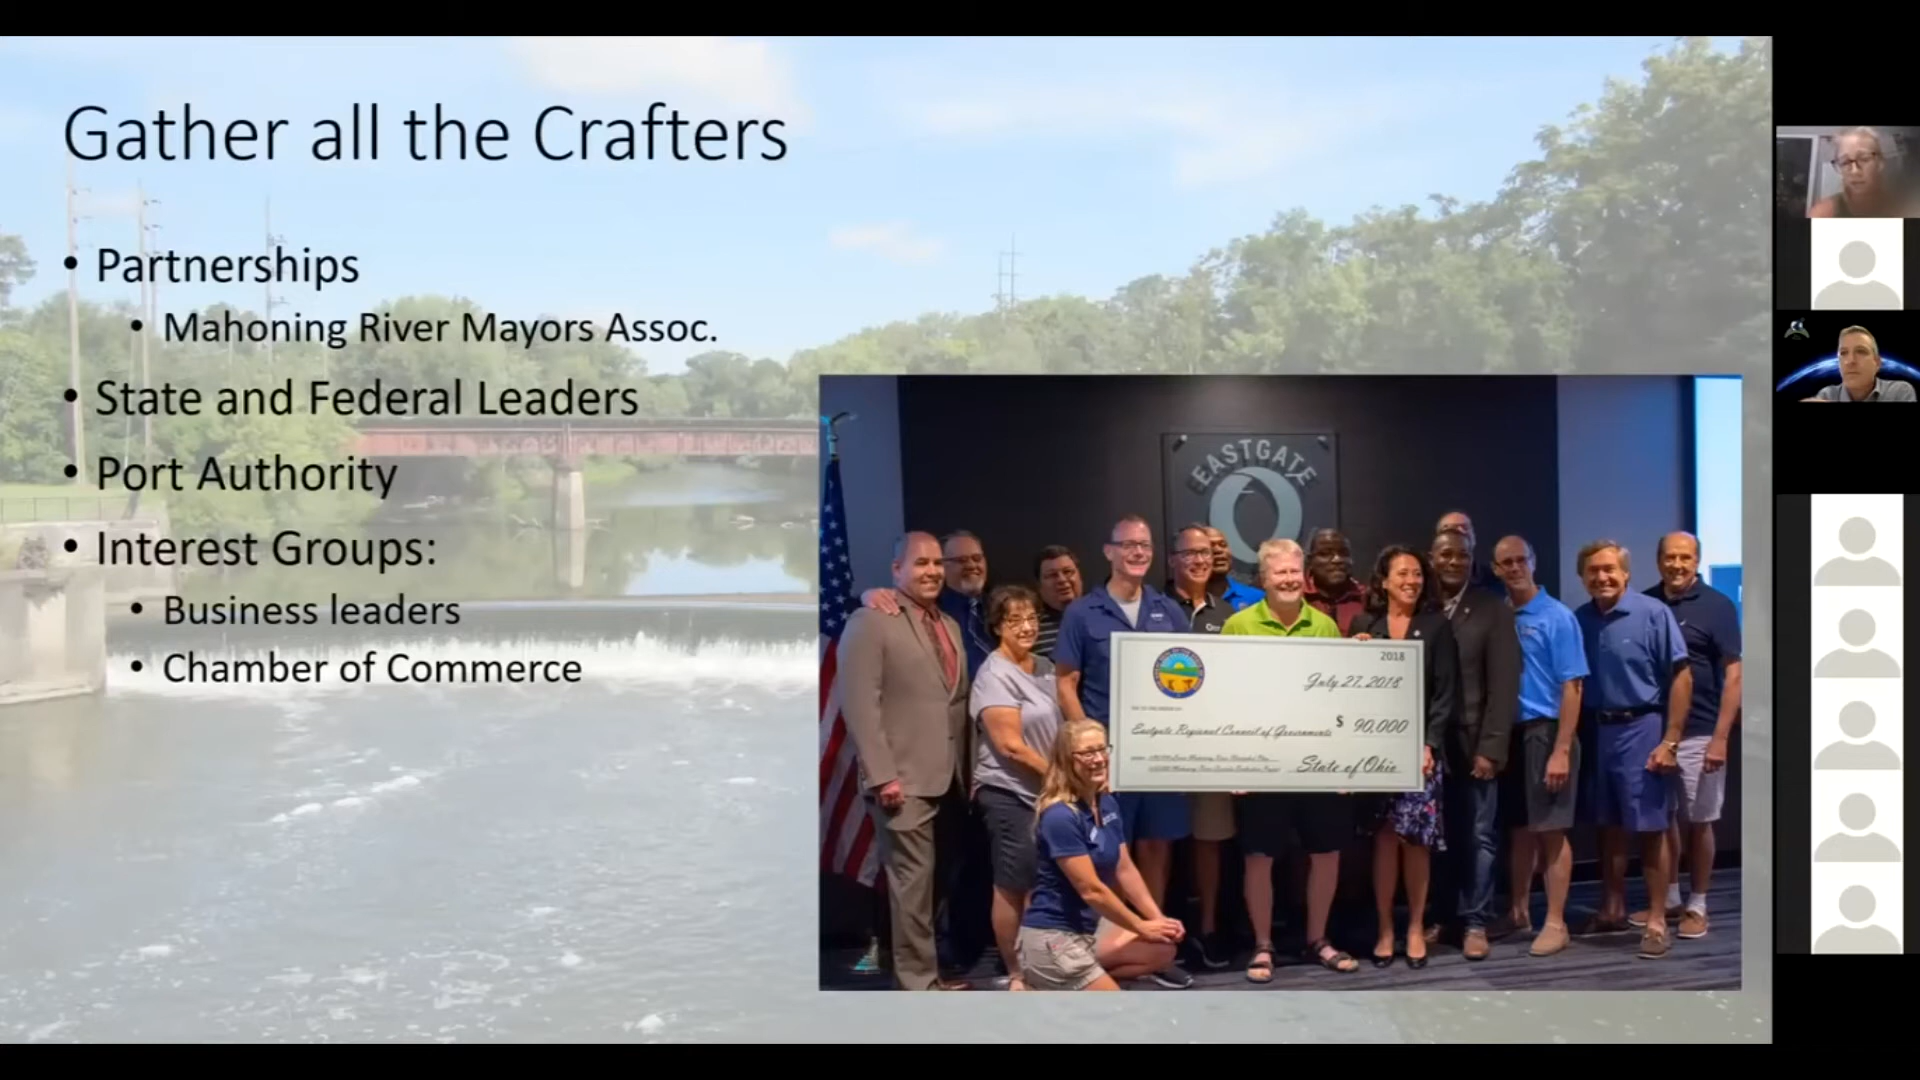 Gather all the Crafters
• Partnerships
• Mahoning River Mayors Assoc.
• State and Federal Leaders
• Port Authority
• Interest Groups:
• Business leaders
• Chamber of Commerce
EASTGATE
2018
July 27, 2018
Eastgate Regional Council of Governments $ 90,000
State of Ohio